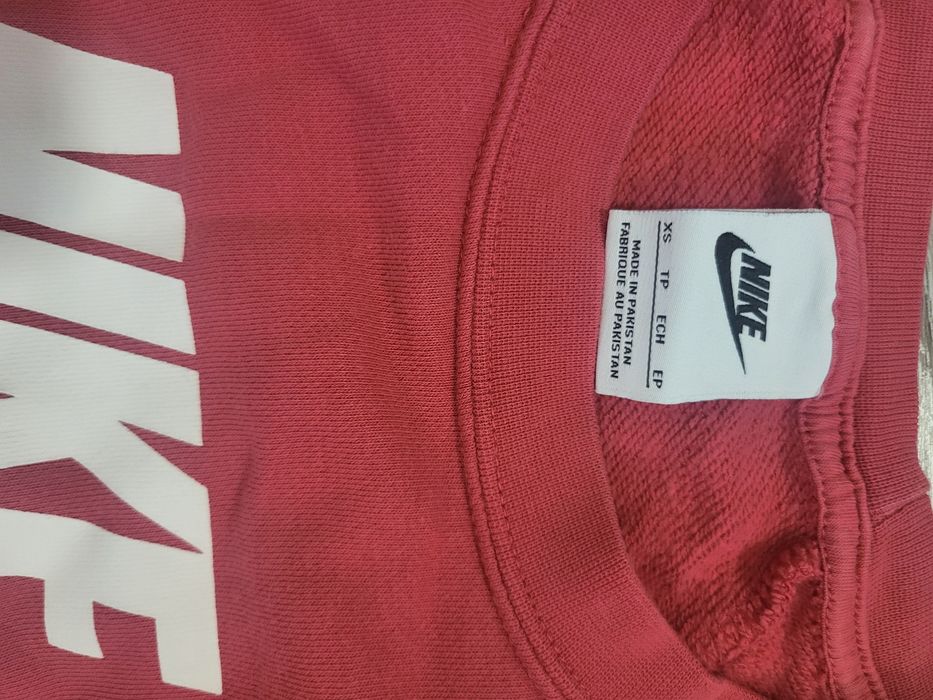 NIKE
NIKE
XS TP ECH EP
MADE IN PAKISTAN
FABRIQUE AU PAKISTAN